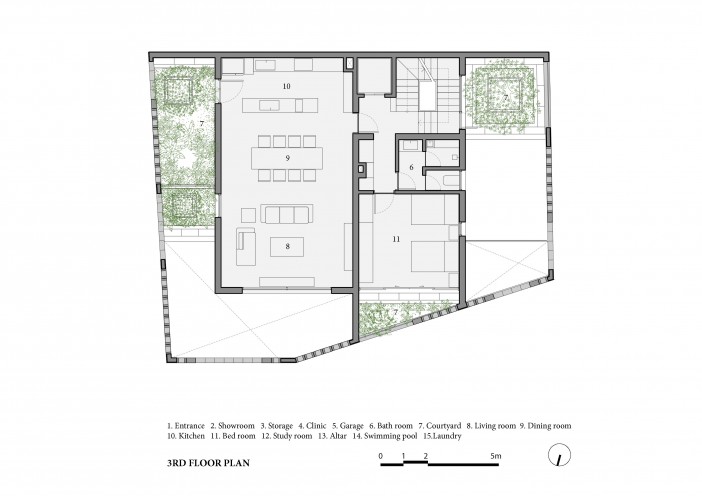 10
7
7
9
6
8
11
7
1. Entrance 2. Showroom 3. Storage 4. Clinic 5. Garage 6. Bath room 7. Courtyard 8. Living room 9. Dining room
10. Kitchen 11. Bed room 12. Study room 13. Altar 14. Swimming pool 15.Laundry
3RD FLOOR PLAN
0 1 2 5m